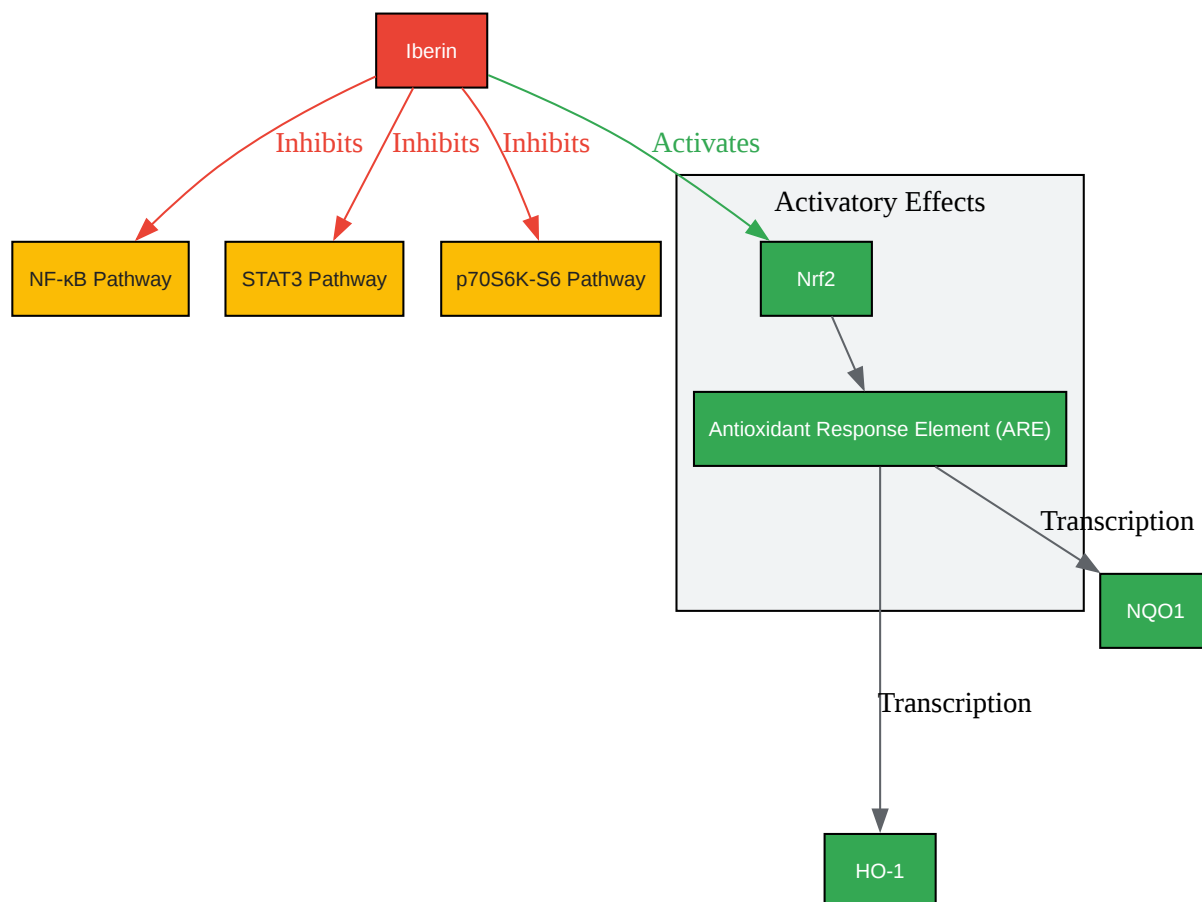 Iberin
Inhibits
Inhibits
Inhibits
Activates
Activatory Effects
NF-κB Pathway
STAT3 Pathway
p70S6K-S6 Pathway
Nrf2
Antioxidant Response Element (ARE)
Transcription
NQO1
Transcription
HO-1